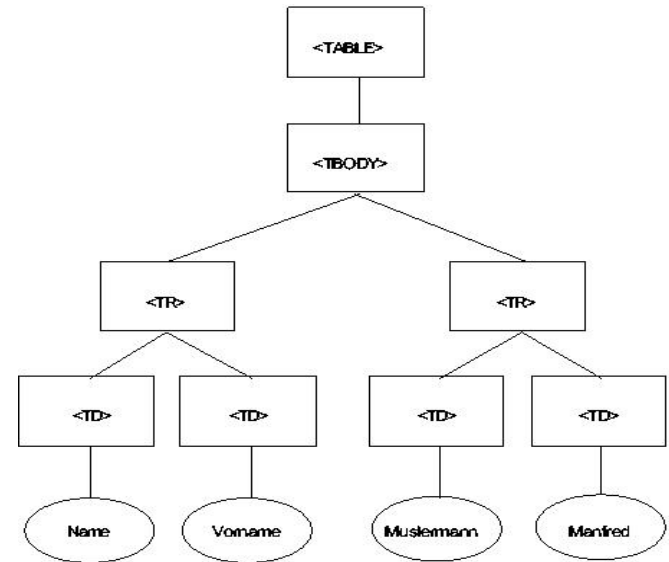 <TABLE>
<TBODY>
<TR>
<TR>
<TD>
<TD>
<TD>
<TD>
Name
Vorname
Mustermann
Manfred